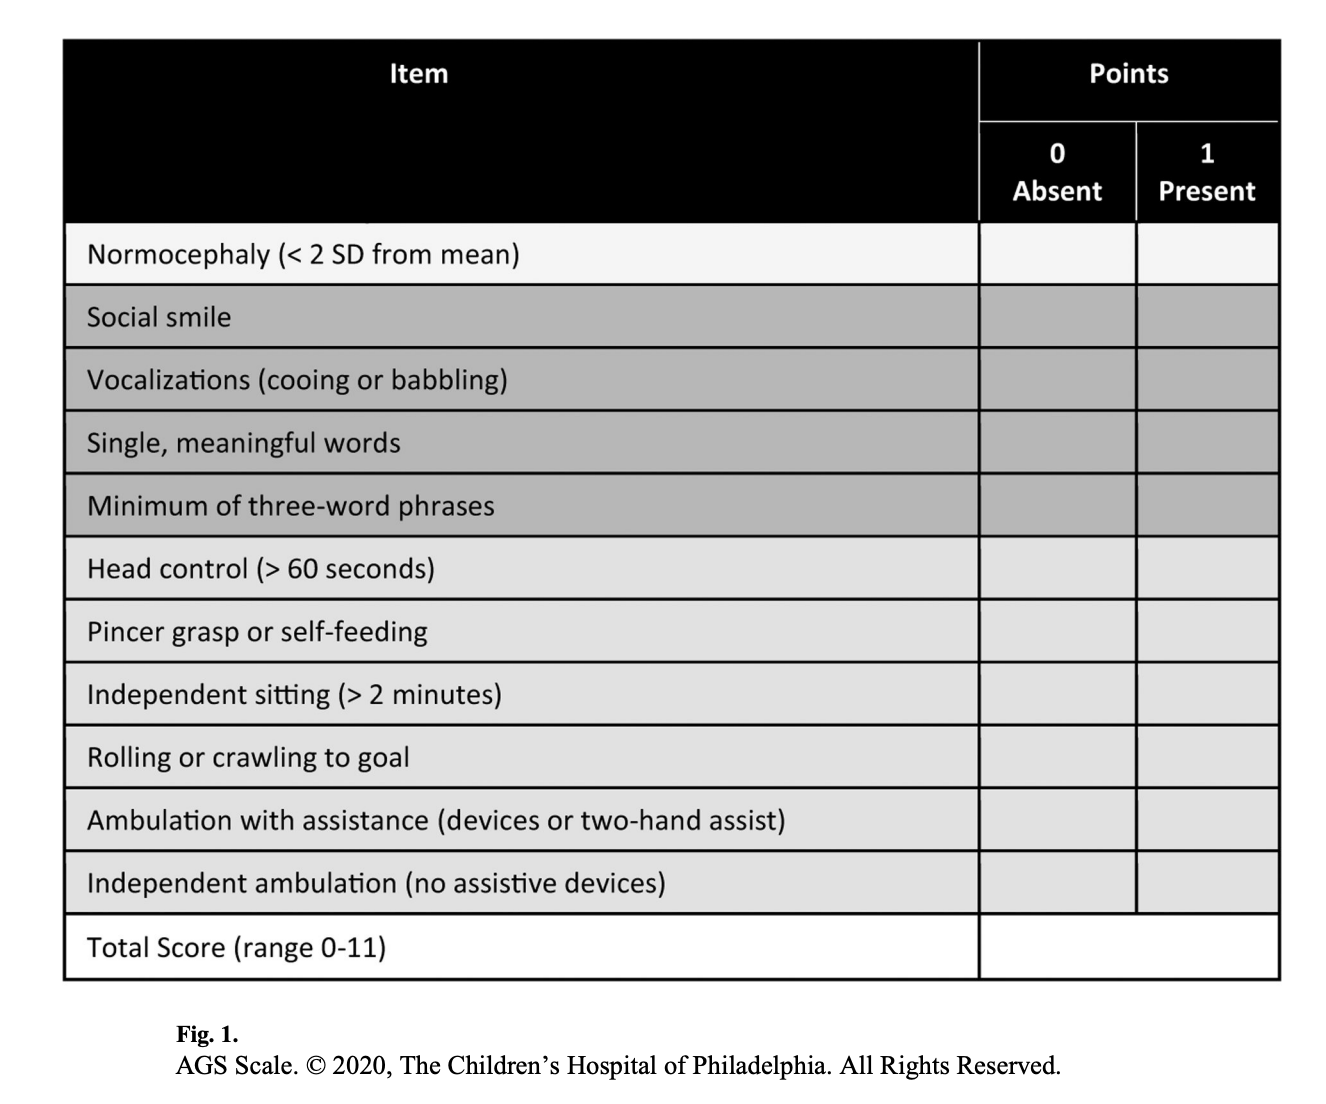 Item
Points
0
Absent
1
Present
Normocephaly (< 2 SD from mean)
Social smile
Vocalizations (cooing or babbling)
Single, meaningful words
Minimum of three-word phrases
Head control (> 60 seconds)
Pincer grasp or self-feeding
Independent sitting (> 2 minutes)
Rolling or crawling to goal
Ambulation with assistance (devices or two-hand assist)
Independent ambulation (no assistive devices)
Total Score (range 0-11)
Fig. 1.
AGS Scale. © 2020, The Children’s Hospital of Philadelphia. All Rights Reserved.